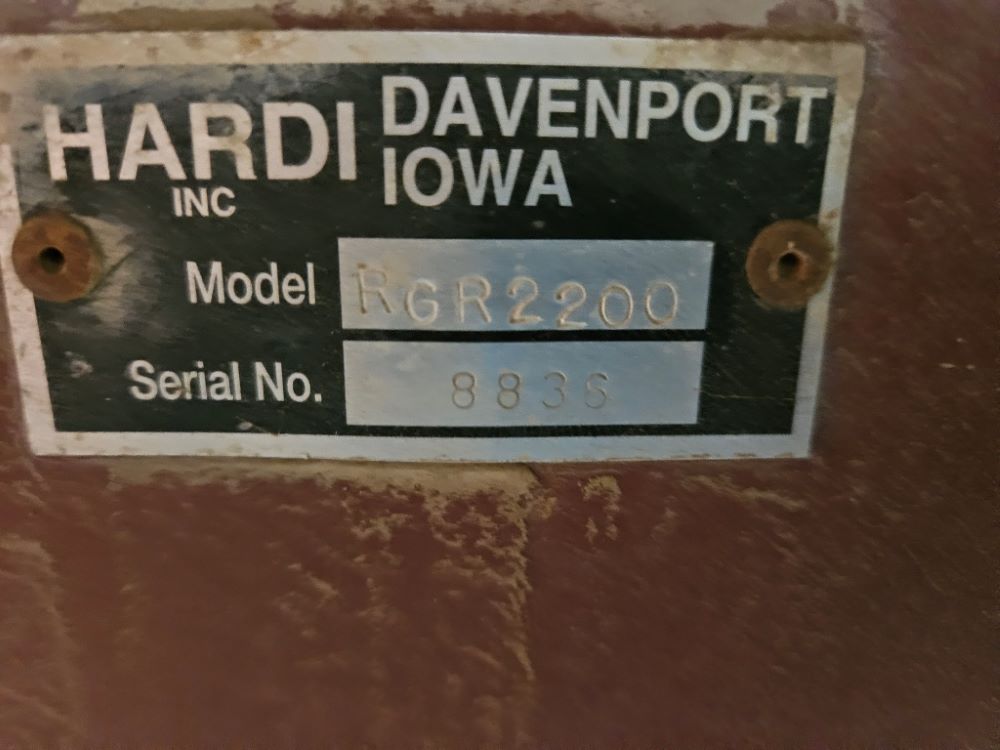 HARDI INC
DAVENPORT
IOWA
Model RGR2200
Serial No. 8836